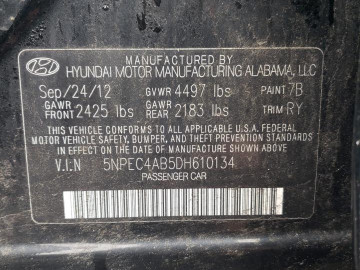 MANUFACTURED BY
HYUNDAI MOTOR MANUFACTURING ALABAMA, LLC
Sep/24/12 GVWR 4497 lbs PAINT 7B
GAWR FRONT 2425 lbs GAWR REAR 2183 lbs TRIM RY
THIS VEHICLE CONFORMS TO ALL APPLICABLE U.S. FEDERAL
MOTOR VEHICLE SAFETY, BUMPER, AND THEFT PREVENTION
STANDARDS IN EFFECT ON THE DATE OF MANUFACTURE SHOWN
ABOVE.
V.I.N 5NPEC4AB5DH610134
PASSENGER CAR